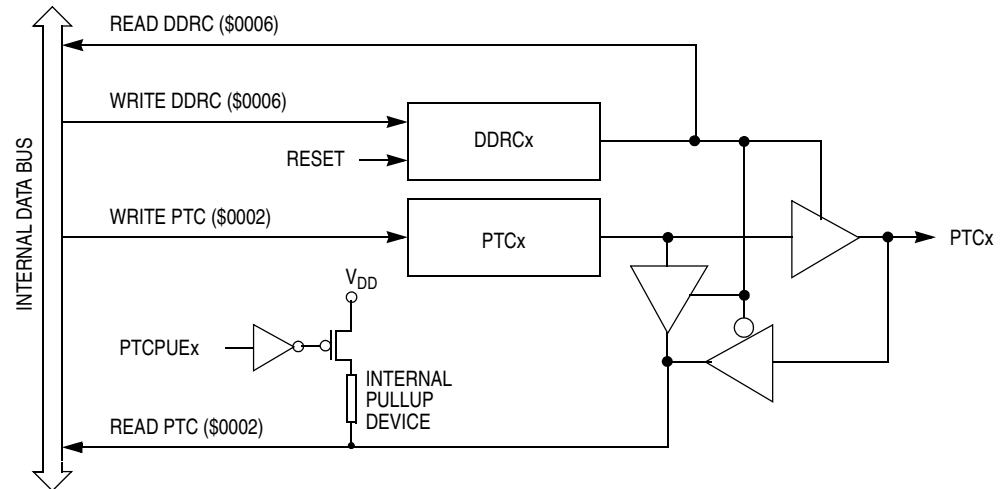 READ DDRC ($0006)
WRITE DDRC ($0006)
DDRCx
RESET
WRITE PTC ($0002)
PTCx
PTCx
VDD
PTCPUEx
INTERNAL
PULLUP
DEVICE
READ PTC ($0002)
INTERNAL DATA BUS